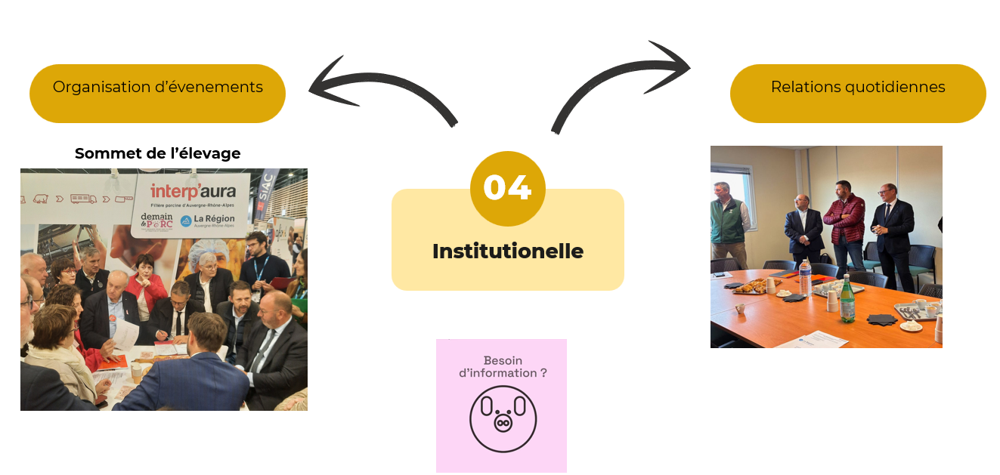 Organisation d'évenements
Relations quotidiennes
Sommet de l'élevage
interp'aura
Filière porcine d'Auvergne-Rhône-Alpes
demain
le PORC
La Région
Auvergne-Rhône-Alpes
SIAC
04
Institutionelle
Besoin
d'information ?